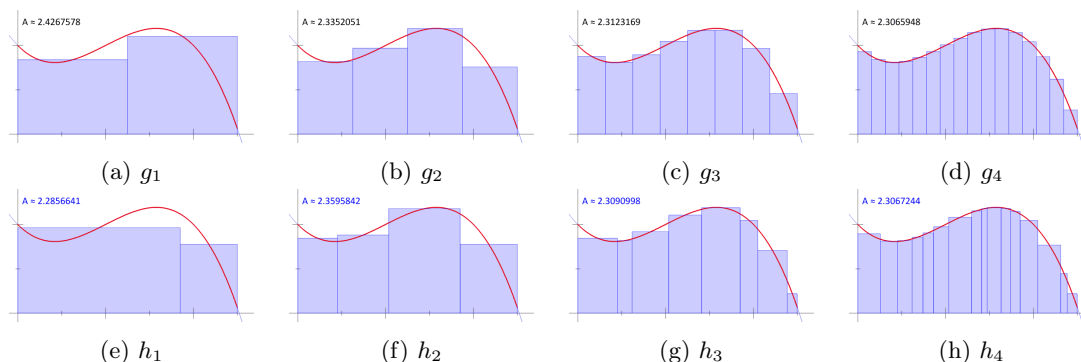 A ≈ 2.4267578 A ≈ 2.3352051 A ≈ 2.3123169 A ≈ 2.3065948
(a) g₁ (b) g₂ (c) g₃ (d) g₄
A ≈ 2.2856641 A ≈ 2.3595842 A ≈ 2.3090998 A ≈ 2.3067244
(e) h₁ (f) h₂ (g) h₃ (h) h₄